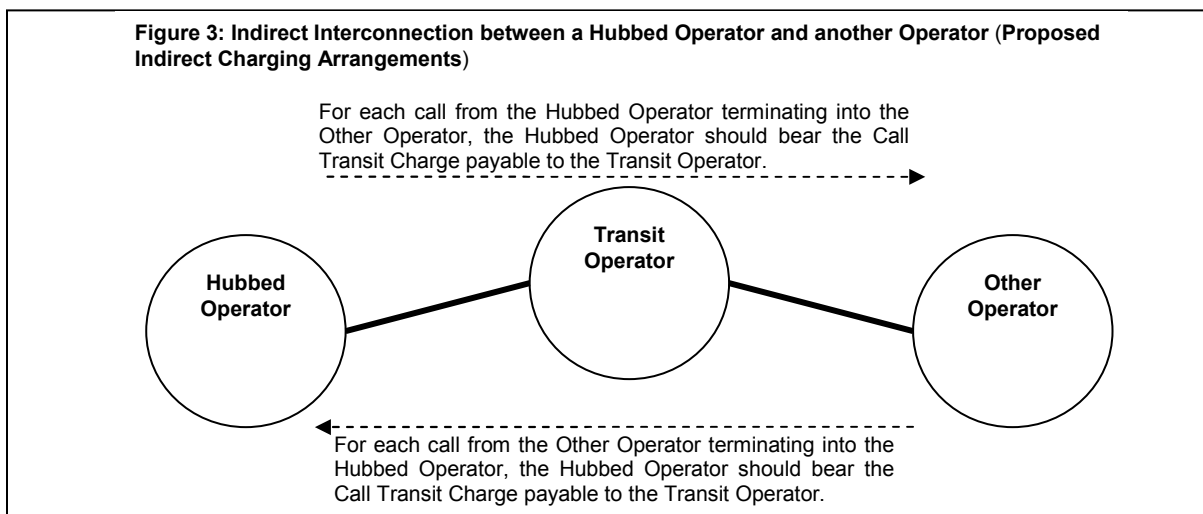 Figure 3: Indirect Interconnection between a Hubbed Operator and another Operator (Proposed
Indirect Charging Arrangements)
For each call from the Hubbed Operator terminating into the
Other Operator, the Hubbed Operator should bear the Call
Transit Charge payable to the Transit Operator.
Transit
Operator
Hubbed
Operator
Other
Operator
For each call from the Other Operator terminating into the
Hubbed Operator, the Hubbed Operator should bear the
Call Transit Charge payable to the Transit Operator.